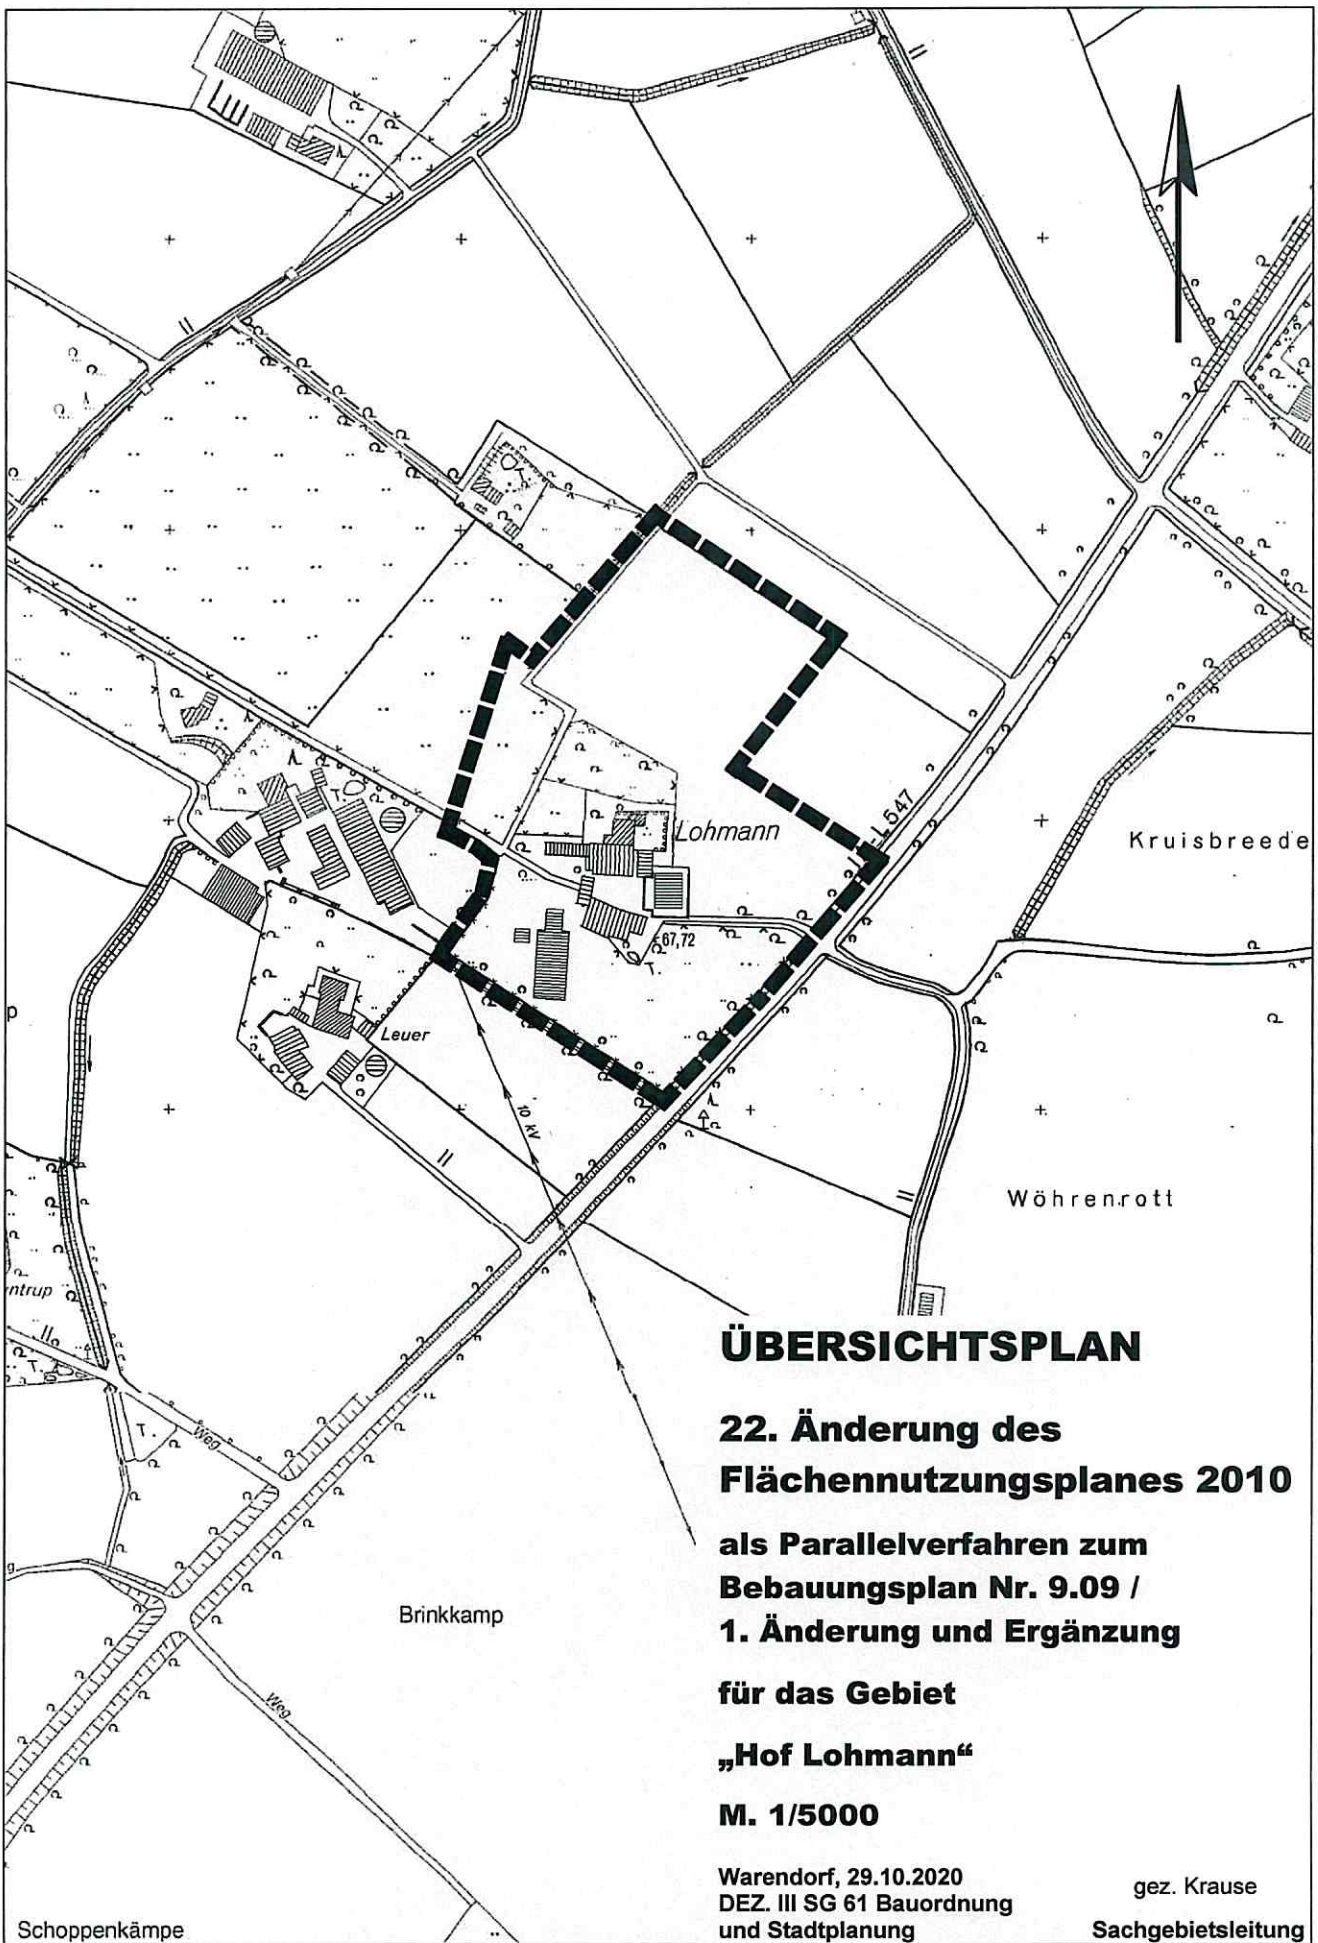 L 547
Kruisbreede
Lohmann
67,72
Leuer
10 kV
Wöhrenrott
ntrup
Weg
Brinkkamp
Weg
Schoppenkämpe
ÜBERSICHTSPLAN
22. Änderung des
Flächennutzungsplanes 2010
als Parallelverfahren zum
Bebauungsplan Nr. 9.09 /
1. Änderung und Ergänzung
für das Gebiet
„Hof Lohmann“
M. 1/5000
Warendorf, 29.10.2020
DEZ. III SG 61 Bauordnung
und Stadtplanung
gez. Krause
Sachgebietsleitung